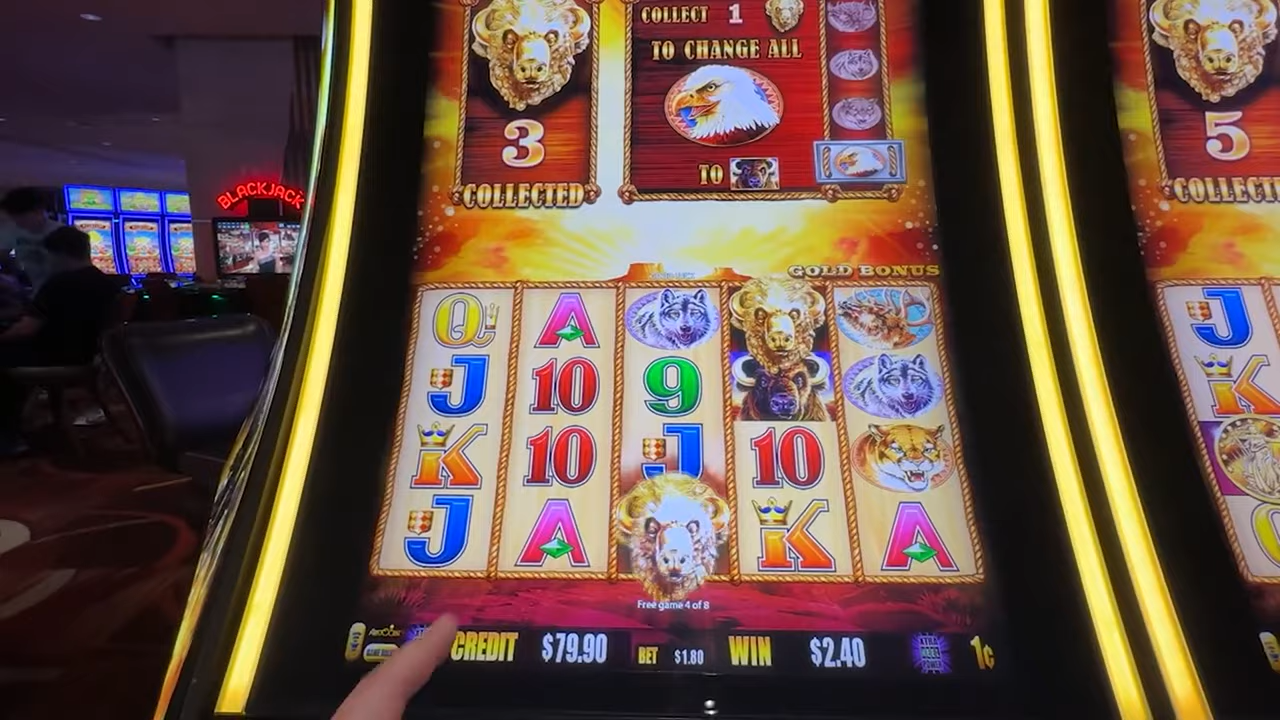 COLLECT 1
TO CHANGE ALL
3
COLLECTED
TO
5
COLLECT
BLACKJACK
GOLD BONUS
Q A
J 10 9
K 10 J 10
J A K A
J
K
Free game 4 of 8
CREDIT $79.90 BET $1.80 WIN $2.40 1¢